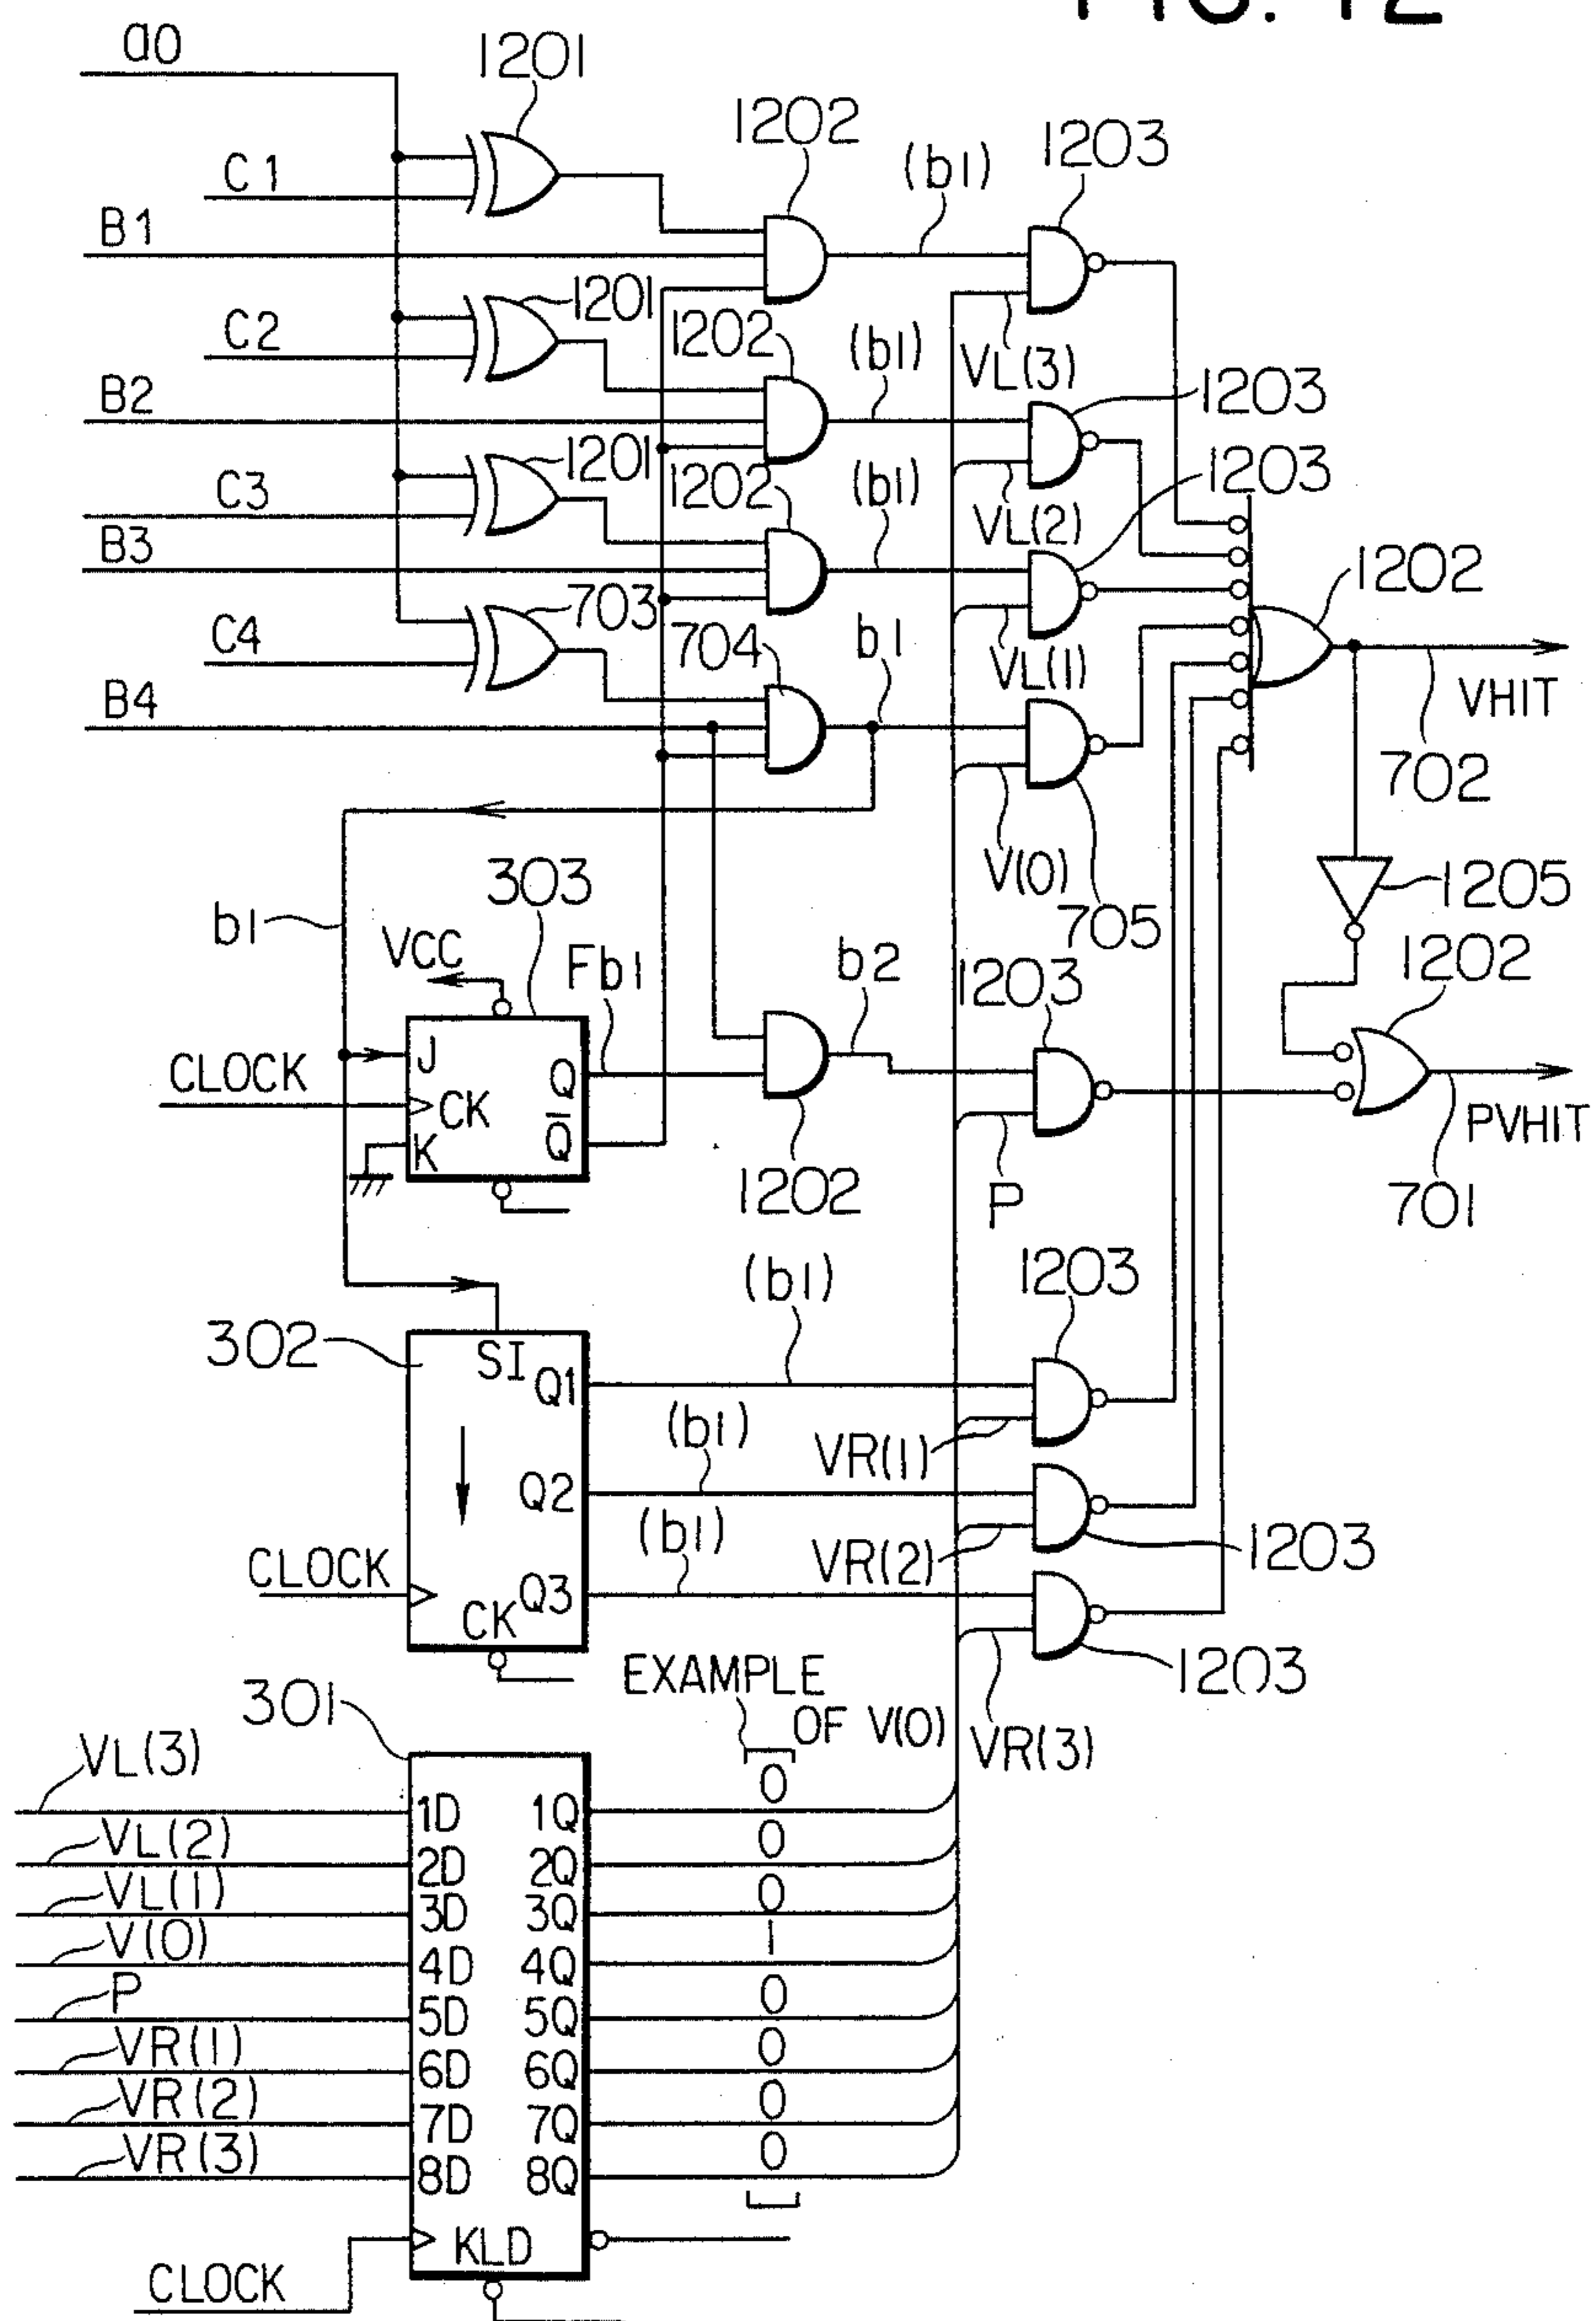 FIG. 12
a0
1201
C1
1202
(b1)
1203
B1
1201
C2
1202
(b1)
VL(3)
B2
1203
1201
1202
(b1)
1203
C3
VL(2)
B3
1202
703
C4
704
b1
VL(1)
B4
VHIT
702
V(0)
303
1205
b1
VCC
Fb1
b2
705
1203
1202
J
CLOCK
Q
CK
Q̄
PVHIT
K
1202
P
701
(b1)
1203
302
SI
Q1
(b1)
VR(1)
Q2
(b1)
VR(2)
1203
CLOCK
Q3
CK
EXAMPLE
1203
301
OF V(0)
VR(3)
VL(3)
0
1D 1Q
VL(2)
0
2D 2Q
VL(1)
0
3D 3Q
V(0)
1
4D 4Q
P
0
5D 5Q
VR(1)
0
6D 6Q
VR(2)
0
7D 7Q
VR(3)
0
8D 8Q
KLD
CLOCK